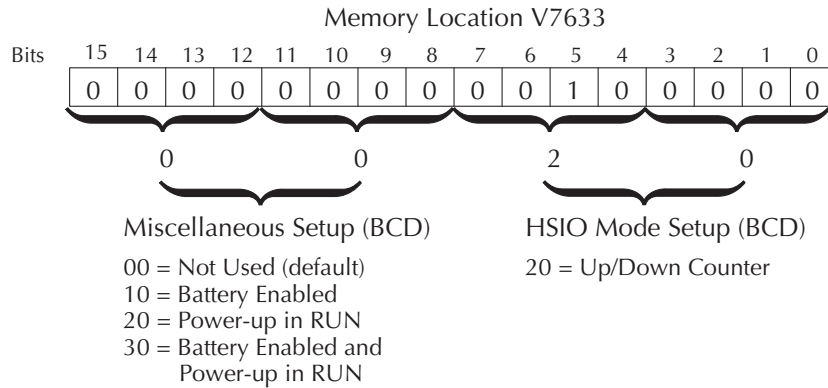 Memory Location V7633
Bits 15 14 13 12 11 10 9 8 7 6 5 4 3 2 1 0
0 0 0 0 0 0 0 0 0 0 1 0 0 0 0 0
0 0 2 0
Miscellaneous Setup (BCD) HSIO Mode Setup (BCD)
00 = Not Used (default) 20 = Up/Down Counter
10 = Battery Enabled
20 = Power-up in RUN
30 = Battery Enabled and
Power-up in RUN